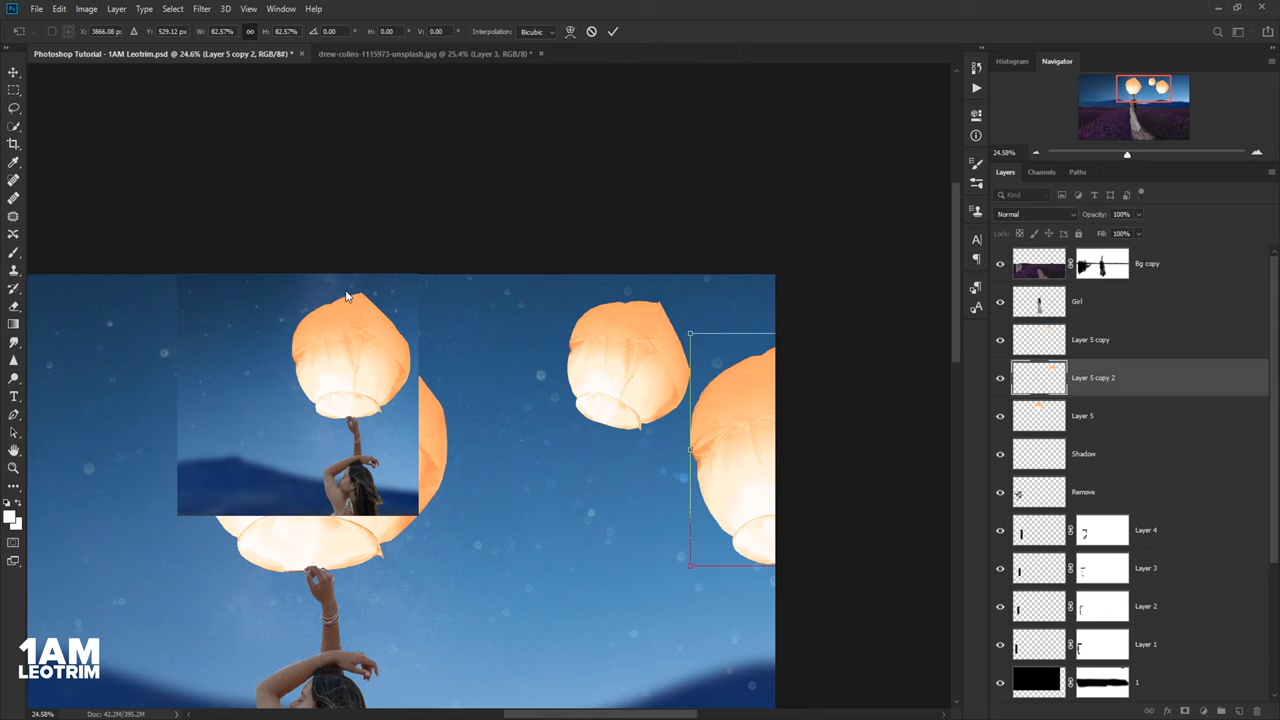 Ps File Edit Image Layer Type Select Filter 3D View Window Help
X: 3866.08 px Y: 529.12 px W: 82.57% H: 82.57% 0.00 ° H: 0.00 ° V: 0.00 ° Interpolation: Bicubic
Photoshop Tutorial - 1AM Leotrim.psd @ 24.6% (Layer 5 copy 2, RGB/8#) * × drew-colins-1115973-unsplash.jpg @ 25.4% (Layer 3, RGB/8) * ×
Histogram Navigator
24.58%
Layers Channels Paths
Kind
Normal Opacity: 100%
Lock: Fill: 100%
Bg copy
Girl
Layer 5 copy
Layer 5 copy 2
Layer 5
Shadow
Remove
Layer 4
Layer 3
Layer 2
Layer 1
1
1AM
LEOTRIM
24.58% Doc: 42.2M/395.2M